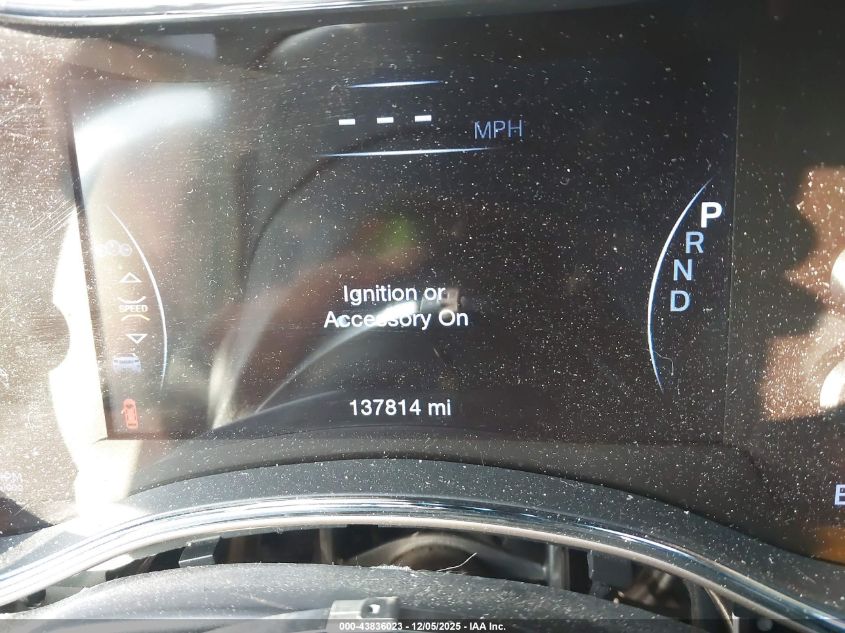 - - - MPH
P
R
N
D
SPEED
Ignition or
Accessory On
137814 mi
000-43836023 - 12/05/2025 - IAA Inc.